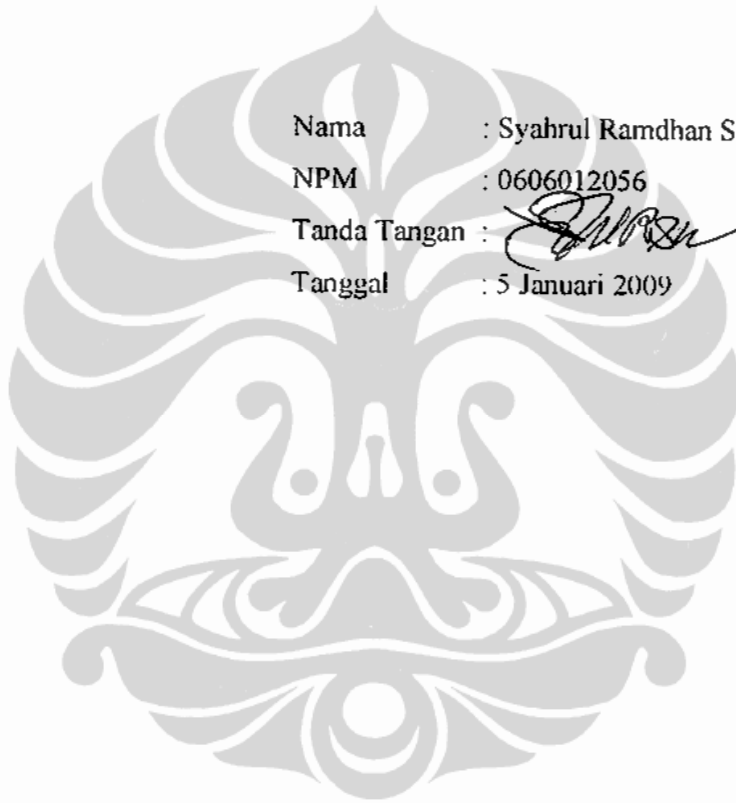 Nama : Syahrul Ramdhan S
NPM : 0606012056
Tanda Tangan :
Tanggal : 5 Januari 2009